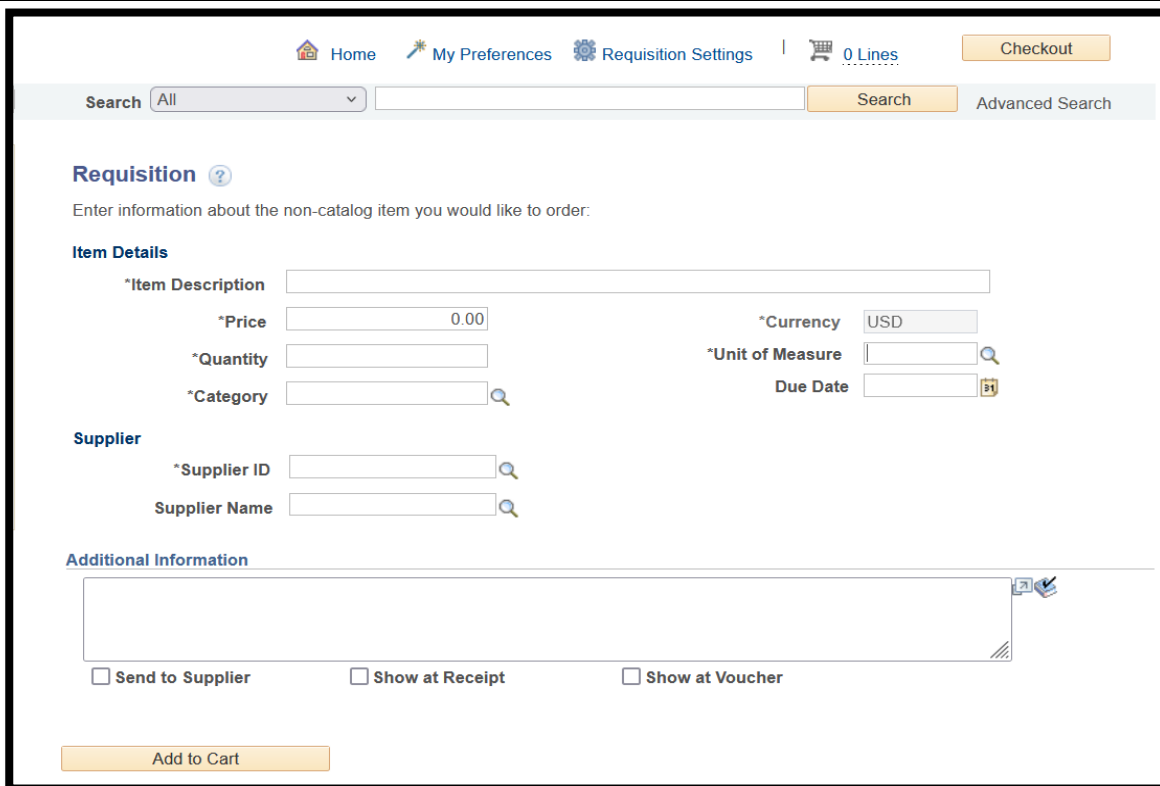 Home My Preferences Requisition Settings | 0 Lines Checkout
Search All Search Advanced Search
Requisition ?
Enter information about the non-catalog item you would like to order:
Item Details
*Item Description
*Price 0.00 *Currency USD
*Quantity *Unit of Measure
*Category Due Date 31
Supplier
*Supplier ID
Supplier Name
Additional Information
Send to Supplier Show at Receipt Show at Voucher
Add to Cart